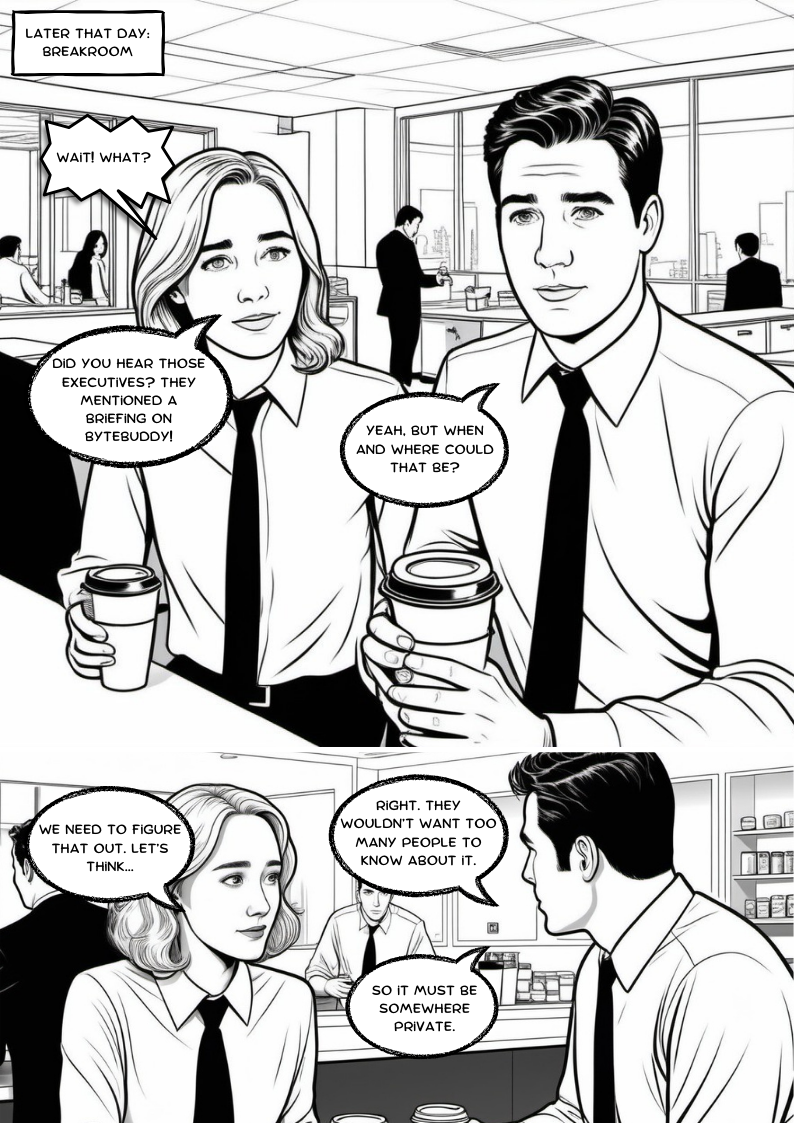 LATER THAT DAY:
BREAKROOM
WAIT! WHAT?
DID YOU HEAR THOSE
EXECUTIVES? THEY
MENTIONED A
BRIEFING ON
BYTEBUDDY!
YEAH, BUT WHEN
AND WHERE COULD
THAT BE?
WE NEED TO FIGURE
THAT OUT. LET'S
THINK...
RIGHT. THEY
WOULDN'T WANT TOO
MANY PEOPLE TO
KNOW ABOUT IT.
SO IT MUST BE
SOMEWHERE
PRIVATE.